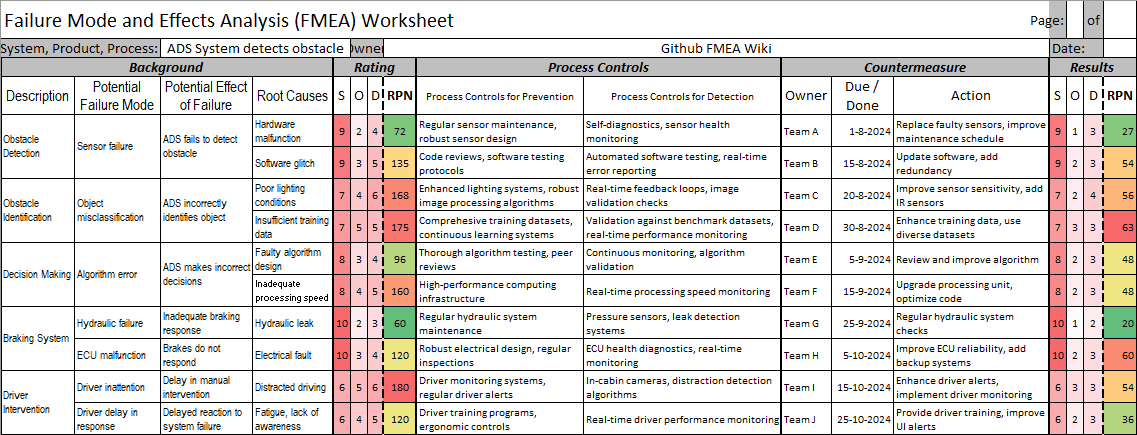 Failure Mode and Effects Analysis (FMEA) Worksheet Page: of
System, Product, Process: ADS System detects obstacle Owner Github FMEA Wiki Date:
Background Rating Process Controls Countermeasure Results
Description Potential Failure Mode Potential Effect of Failure Root Causes S O D RPN Process Controls for Prevention Process Controls for Detection Owner Due / Done Action S O D RPN
Obstacle Detection Sensor failure ADS fails to detect obstacle Hardware malfunction 9 2 4 72 Regular sensor maintenance, robust sensor design Self-diagnostics, sensor health monitoring Team A 1-8-2024 Replace faulty sensors, improve maintenance schedule 9 1 3 27
Software glitch 9 3 5 135 Code reviews, software testing protocols Automated software testing, real-time error reporting Team B 15-8-2024 Update software, add redundancy 9 2 3 54
Obstacle Identification Object misclassification ADS incorrectly identifies object Poor lighting conditions 7 4 6 168 Enhanced lighting systems, robust image processing algorithms Real-time feedback loops, image validation checks Team C 20-8-2024 Improve sensor sensitivity, add IR sensors 7 2 4 56
Insufficient training data 7 5 5 175 Comprehensive training datasets, continuous learning systems Validation against benchmark datasets, real-time performance monitoring Team D 30-8-2024 Enhance training data, use diverse datasets 7 3 3 63
Decision Making Algorithm error ADS makes incorrect decisions Faulty algorithm design 8 3 4 96 Thorough algorithm testing, peer reviews Continuous monitoring, algorithm validation Team E 5-9-2024 Review and improve algorithm 8 2 3 48
Inadequate processing speed 8 4 5 160 High-performance computing infrastructure Real-time processing speed monitoring Team F 15-9-2024 Upgrade processing unit, optimize code 8 2 3 48
Braking System Hydraulic failure Inadequate braking response Hydraulic leak 10 2 3 60 Regular hydraulic system maintenance Pressure sensors, leak detection systems Team G 25-9-2024 Regular hydraulic system checks 10 1 2 20
ECU malfunction Brakes do not respond Electrical fault 10 3 4 120 Robust electrical design, regular inspections ECU health diagnostics, real-time monitoring Team H 5-10-2024 Improve ECU reliability, add backup systems 10 2 3 60
Driver Intervention Driver inattention Delay in manual intervention Distracted driving 6 5 6 180 Driver monitoring systems, regular driver alerts In-cabin cameras, distraction detection algorithms Team I 15-10-2024 Enhance driver alerts, implement driver monitoring 6 3 3 54
Driver delay in response Delayed reaction to system failure Fatigue, lack of awareness 6 4 5 120 Driver training programs, ergonomic controls Real-time driver performance monitoring Team J 25-10-2024 Provide driver training, improve UI alerts 6 2 3 36